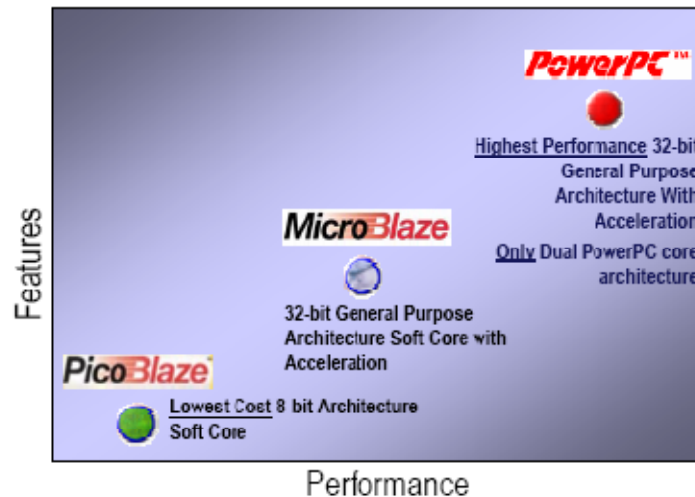 PowerPC™
Highest Performance 32-bit
General Purpose
Architecture With
Acceleration
Only Dual PowerPC core
architecture
MicroBlaze
32-bit General Purpose
Architecture Soft Core with
Acceleration
PicoBlaze
Lowest Cost 8 bit Architecture
Soft Core
Features
Performance